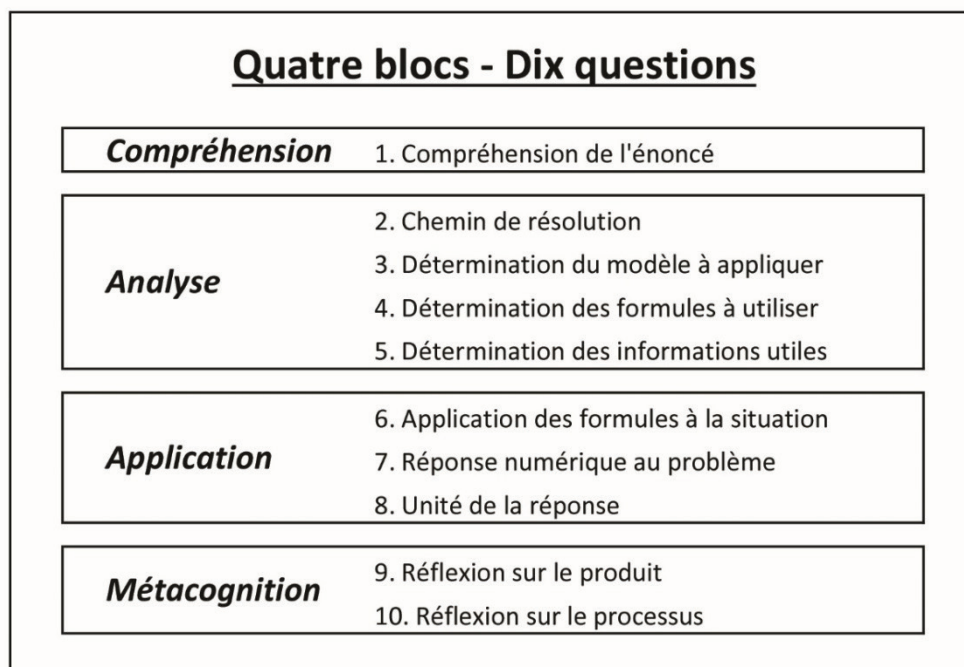 Quatre blocs - Dix questions
Compréhension
1. Compréhension de l'énoncé
Analyse
2. Chemin de résolution
3. Détermination du modèle à appliquer
4. Détermination des formules à utiliser
5. Détermination des informations utiles
Application
6. Application des formules à la situation
7. Réponse numérique au problème
8. Unité de la réponse
Métacognition
9. Réflexion sur le produit
10. Réflexion sur le processus